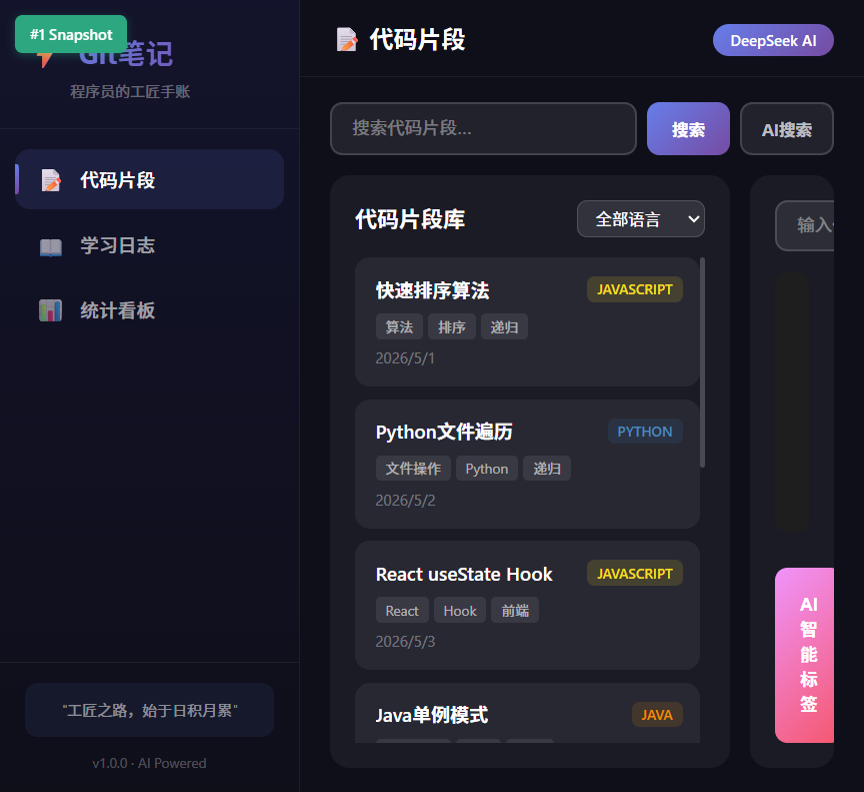 #1 Snapshot
Git笔记
程序员的工匠手账
代码片段
学习日志
统计看板
"工匠之路，始于日积月累"
v1.0.0 · AI Powered
代码片段
DeepSeek AI
搜索代码片段...
搜索
AI搜索
代码片段库
全部语言
快速排序算法
JAVASCRIPT
算法 排序 递归
2026/5/1
Python文件遍历
PYTHON
文件操作 Python 递归
2026/5/2
React useState Hook
JAVASCRIPT
React Hook 前端
2026/5/3
Java单例模式
JAVA
输入
AI
智
能
标
签